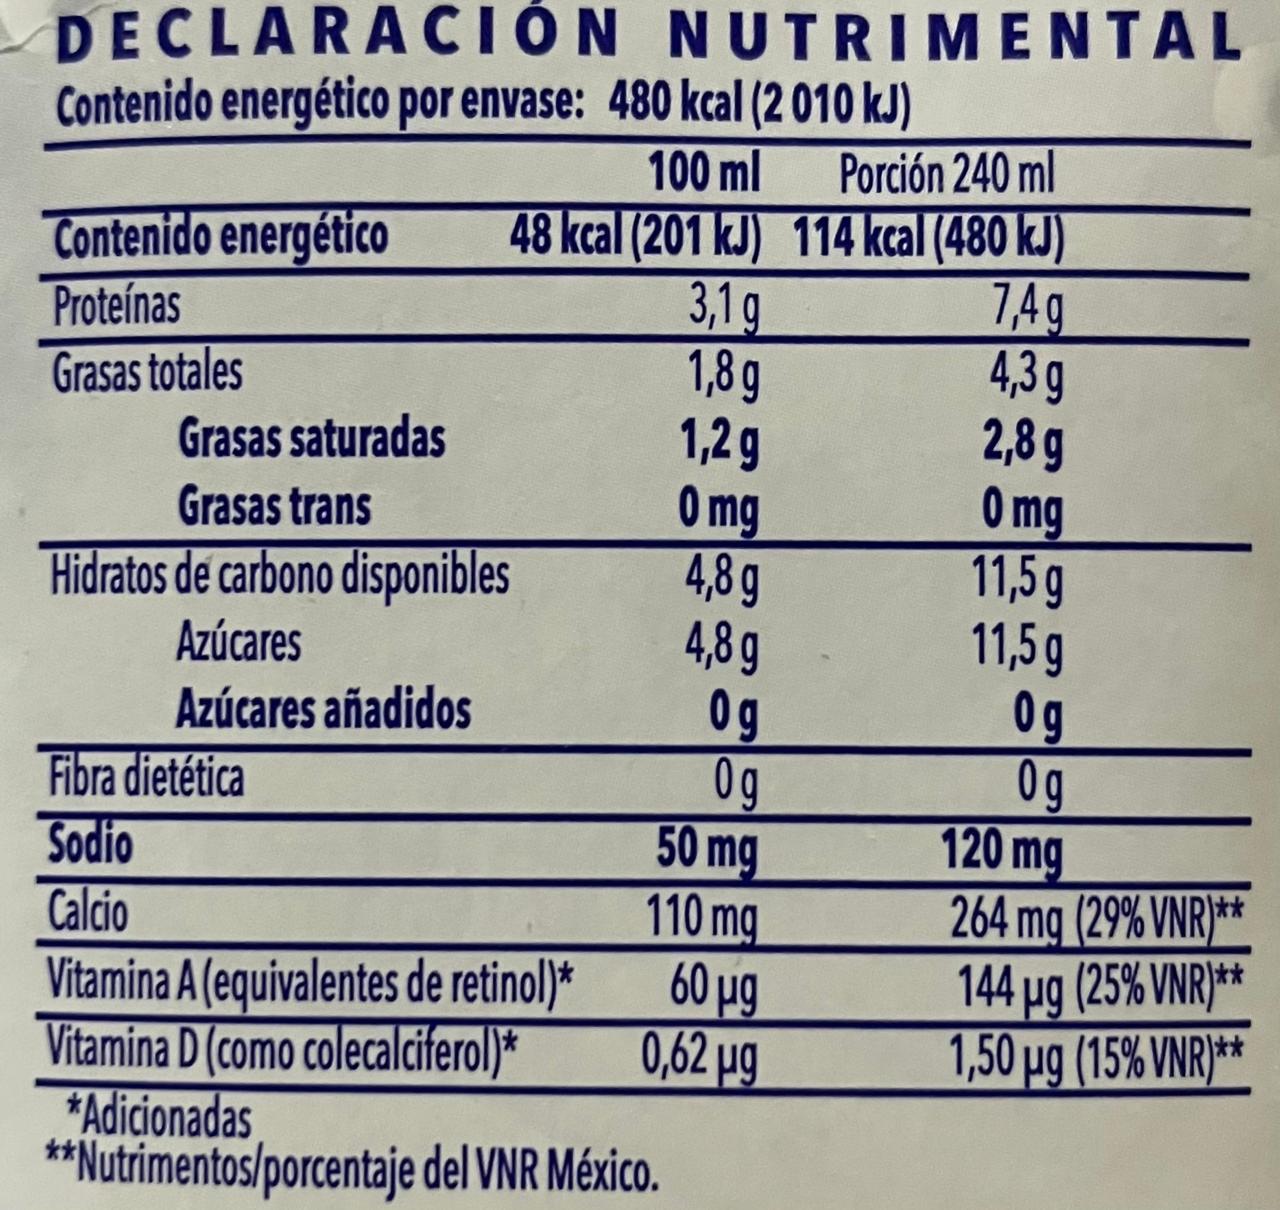 DECLARACIÓN NUTRIMENTAL
Contenido energético por envase: 480 kcal (2 010 kJ)
100 ml Porción 240 ml
Contenido energético 48 kcal (201 kJ) 114 kcal (480 kJ)
Proteínas 3,1 g 7,4 g
Grasas totales 1,8 g 4,3 g
Grasas saturadas 1,2 g 2,8 g
Grasas trans 0 mg 0 mg
Hidratos de carbono disponibles 4,8 g 11,5 g
Azúcares 4,8 g 11,5 g
Azúcares añadidos 0 g 0 g
Fibra dietética 0 g 0 g
Sodio 50 mg 120 mg
Calcio 110 mg 264 mg (29% VNR)**
Vitamina A (equivalentes de retinol)* 60 µg 144 µg (25% VNR)**
Vitamina D (como colecalciferol)* 0,62 µg 1,50 µg (15% VNR)**
*Adicionadas
**Nutrimentos/porcentaje del VNR México.